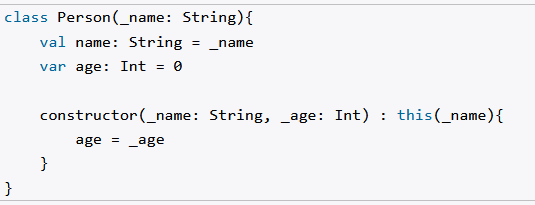 class Person(_name: String){
    val name: String = _name
    var age: Int = 0

    constructor(_name: String, _age: Int) : this(_name){
        age = _age
    }
}